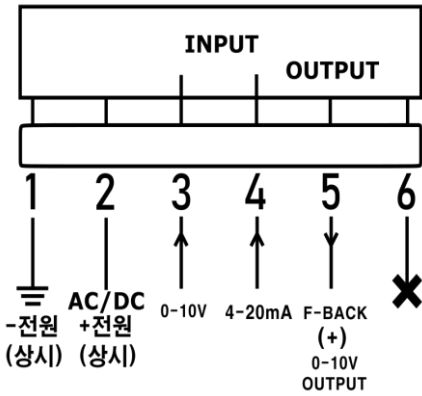 INPUT
OUTPUT
1 2 3 4 5 6
-전원
(상시)
AC/DC
+전원
(상시)
0-10V
4-20mA
F-BACK
(+)
0-10V
OUTPUT